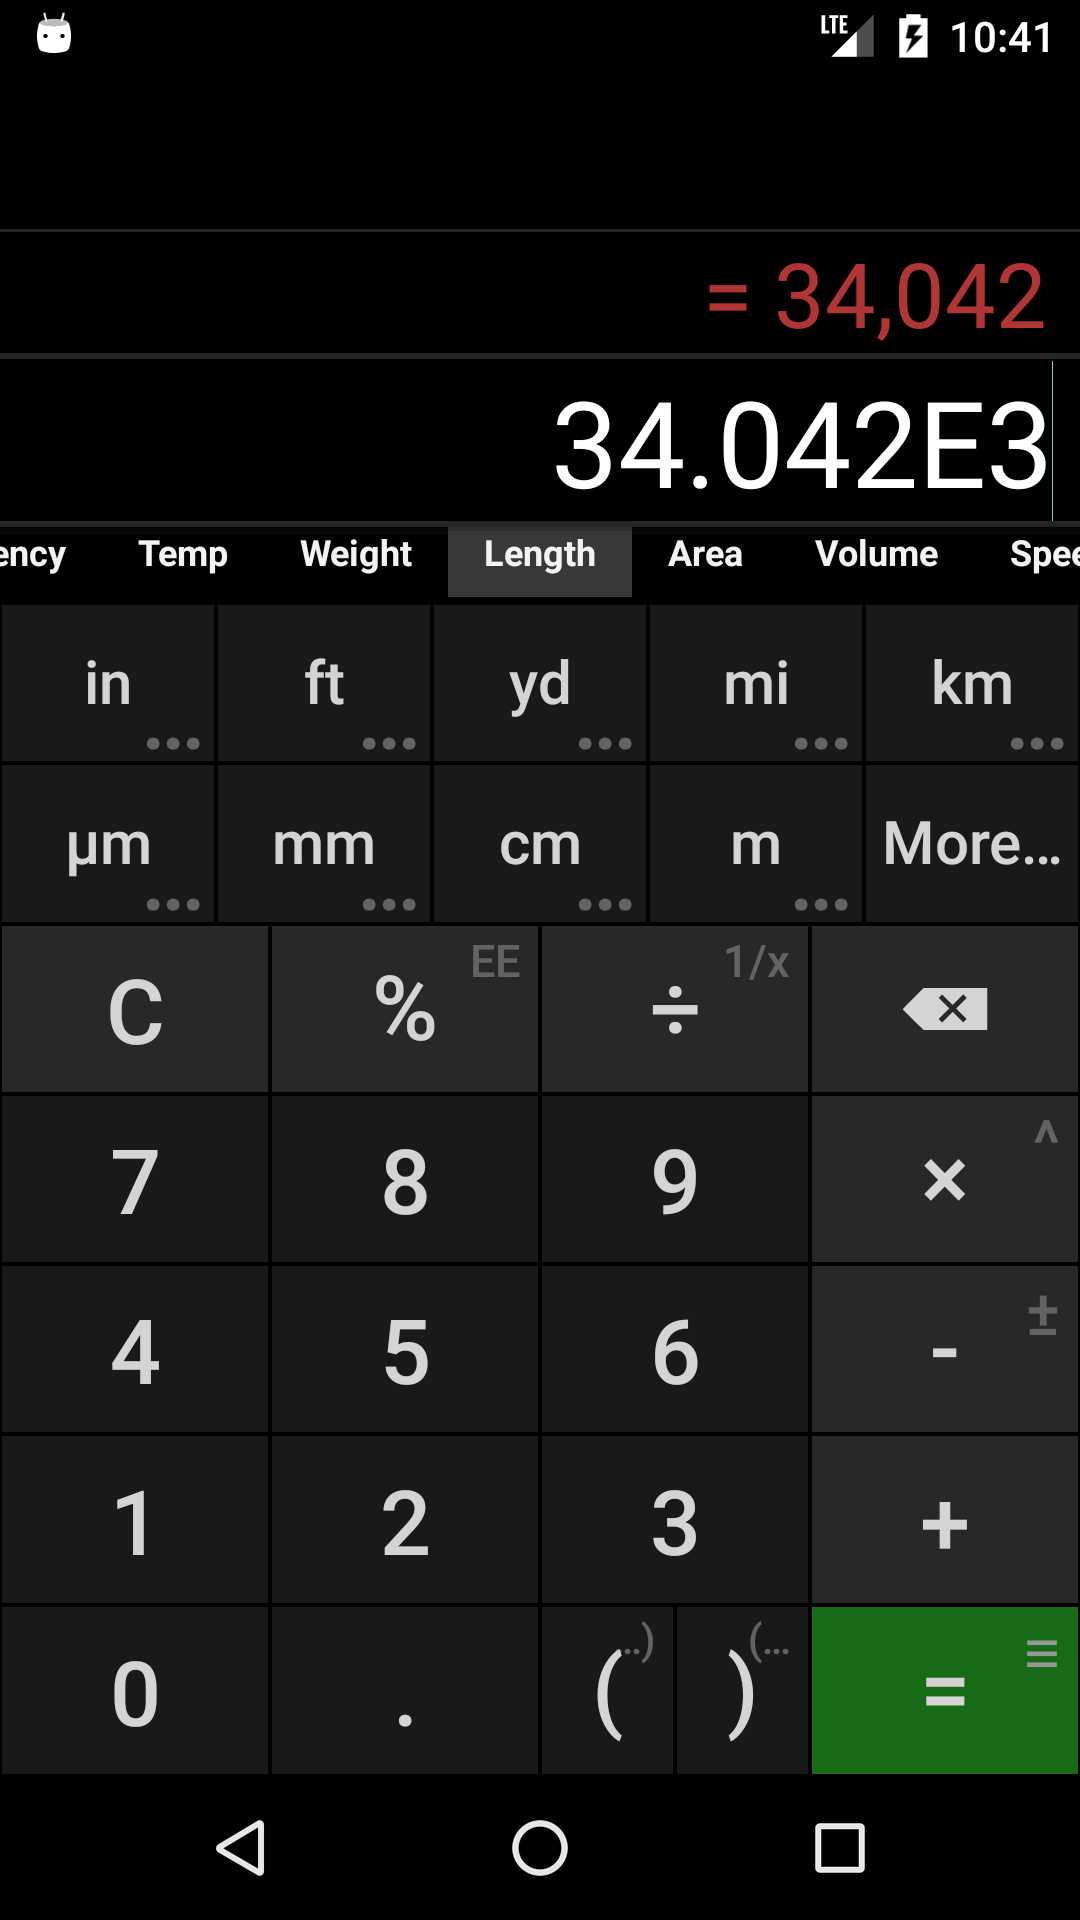 LTE 10:41
= 34,042
34.042E3
ency Temp Weight Length Area Volume Spee
in ft yd mi km
µm mm cm m More...
C % EE ÷ 1/x
7 8 9 × ^
4 5 6 - ±
1 2 3 +
0 . ( ..) ) (... =